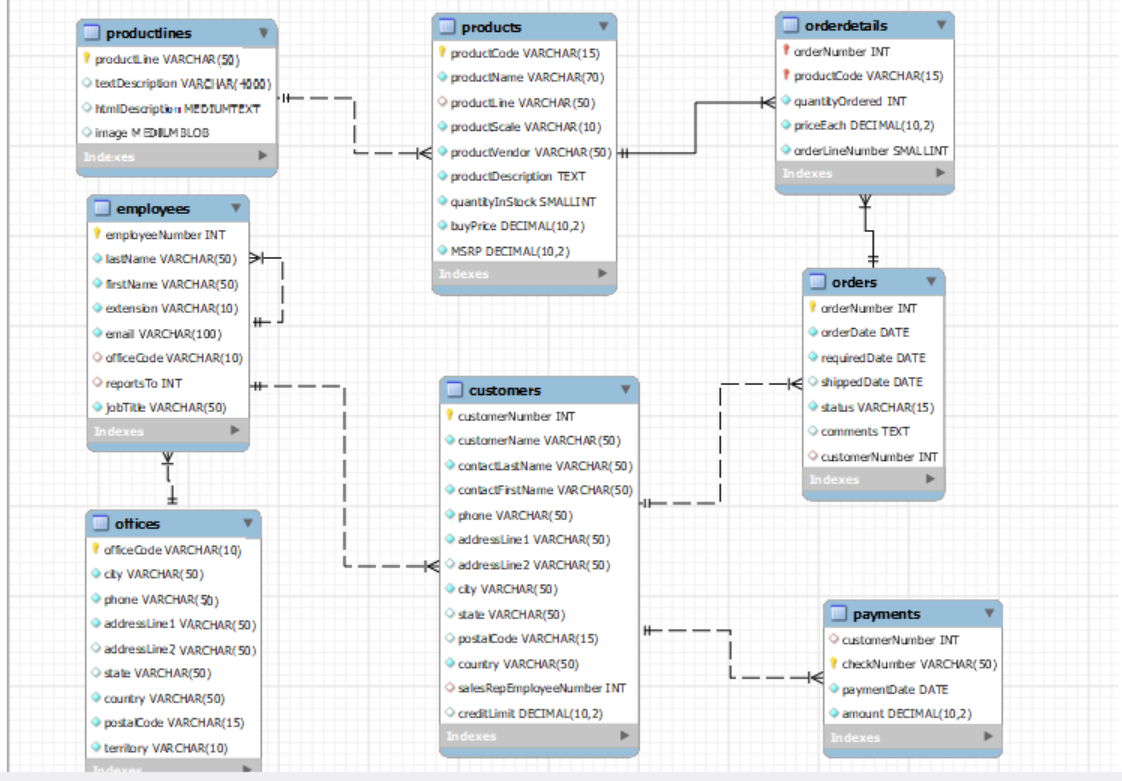 productlines
productLine VARCHAR(50)
textDescription VARCHAR(4000)
htmlDescription MEDIUMTEXT
image MEDIUMBLOB
Indexes
products
productCode VARCHAR(15)
productName VARCHAR(70)
productLine VARCHAR(50)
productScale VARCHAR(10)
productVendor VARCHAR(50)
productDescription TEXT
quantityInStock SMALLINT
buyPrice DECIMAL(10,2)
MSRP DECIMAL(10,2)
Indexes
orderdetails
orderNumber INT
productCode VARCHAR(15)
quantityOrdered INT
priceEach DECIMAL(10,2)
orderLineNumber SMALLINT
Indexes
employees
employeeNumber INT
lastName VARCHAR(50)
firstName VARCHAR(50)
extension VARCHAR(10)
email VARCHAR(100)
officeCode VARCHAR(10)
reportsTo INT
jobTitle VARCHAR(50)
Indexes
orders
orderNumber INT
orderDate DATE
requiredDate DATE
shippedDate DATE
status VARCHAR(15)
comments TEXT
customerNumber INT
Indexes
customers
customerNumber INT
customerName VARCHAR(50)
contactLastName VARCHAR(50)
contactFirstName VARCHAR(50)
phone VARCHAR(50)
addressLine1 VARCHAR(50)
addressLine2 VARCHAR(50)
city VARCHAR(50)
state VARCHAR(50)
postalCode VARCHAR(15)
country VARCHAR(50)
salesRepEmployeeNumber INT
creditLimit DECIMAL(10,2)
Indexes
offices
officeCode VARCHAR(10)
city VARCHAR(50)
phone VARCHAR(50)
addressLine1 VARCHAR(50)
addressLine2 VARCHAR(50)
state VARCHAR(50)
country VARCHAR(50)
postalCode VARCHAR(15)
territory VARCHAR(10)
Indexes
payments
customerNumber INT
checkNumber VARCHAR(50)
paymentDate DATE
amount DECIMAL(10,2)
Indexes